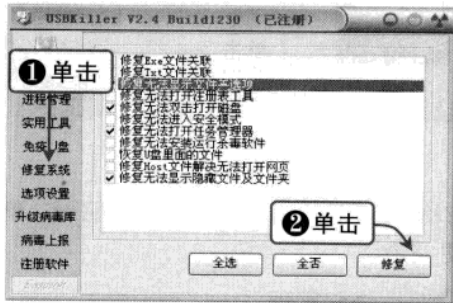 USBKiller V2.4 Build1230 （已注册）
❶单击
进程管理
实用工具
免疫U盘
修复系统
选项设置
升级病毒库
病毒上报
注册软件
修复Exe文件关联
修复Txt文件关联
修复无法打开注册表工具
✓修复无法双击打开磁盘
修复无法进入安全模式
✓修复无法打开任务管理器
修复无法安装运行杀毒软件
恢复U盘里面的文件
修复Host文件解决无法打开网页
✓修复无法显示隐藏文件及文件夹
❷单击
全选
全否
修复
English